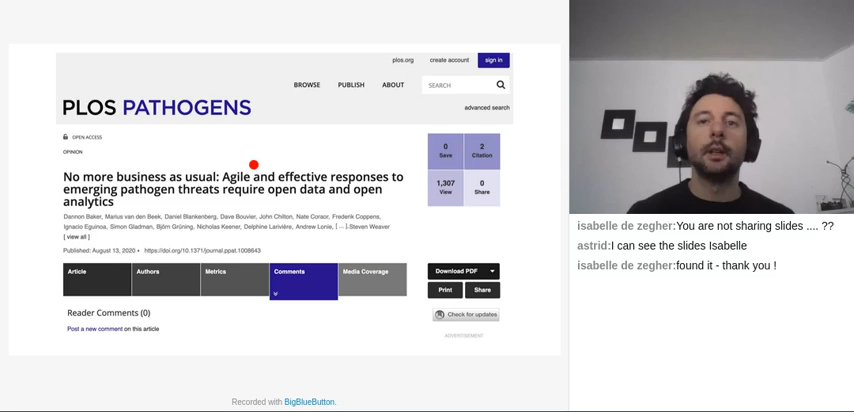 plos.org create account sign in
BROWSE PUBLISH ABOUT SEARCH
PLOS PATHOGENS
advanced search
OPEN ACCESS
OPINION
No more business as usual: Agile and effective responses to
emerging pathogen threats require open data and open
analytics
Dannon Baker, Marius van den Beek, Daniel Blankenberg, Dave Bouvier, John Chilton, Nate Coraor, Frederik Coppens,
Ignacio Eguinoa, Simon Gladman, Björn Grüning, Nicholas Keener, Delphine Larivière, Andrew Lonie, [ ... ], Steven Weaver
[ view all ]
Published: August 13, 2020 • https://doi.org/10.1371/journal.ppat.1008643
0
Save
2
Citation
1,307
View
0
Share
Article Authors Metrics Comments Media Coverage
Reader Comments (0)
Post a new comment on this article
Download PDF
Print Share
Check for updates
ADVERTISEMENT
Recorded with BigBlueButton.
isabelle de zegher:You are not sharing slides .... ??
astrid:I can see the slides Isabelle
isabelle de zegher:found it - thank you !